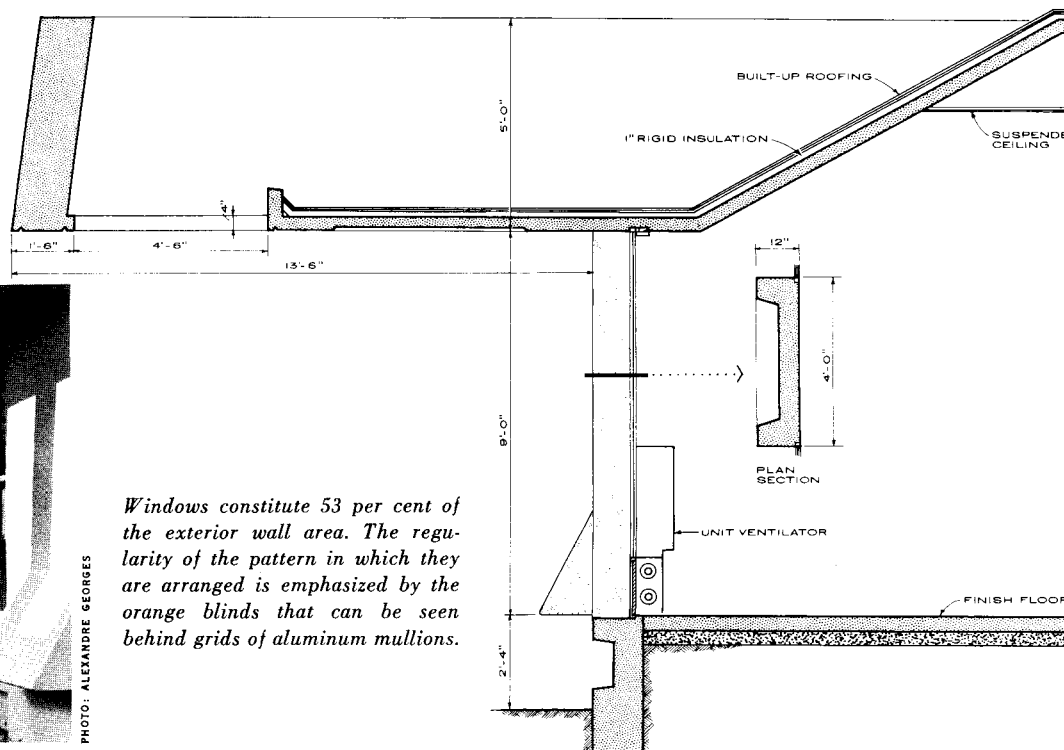 BUILT-UP ROOFING
5'-0"
1" RIGID INSULATION
SUSPENDE
CEILING
4"
1'-6"
4'-6"
13'-6"
12"
4'-0"
9'-0"
PLAN
SECTION
Windows constitute 53 per cent of
the exterior wall area. The regu-
larity of the pattern in which they
are arranged is emphasized by the
orange blinds that can be seen
behind grids of aluminum mullions.
UNIT VENTILATOR
FINISH FLOOR
2'-4"
PHOTO: ALEXANDRE GEORGES